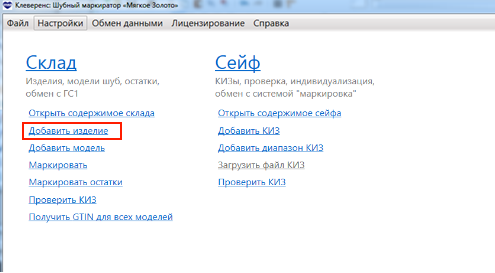 Клеверенс: Шубный маркиратор «Мягкое Золото»
Файл Настройки Обмен данными Лицензирование Справка
Склад
Изделия, модели шуб, остатки,
обмен с ГС1
Открыть содержимое склада
Добавить изделие
Добавить модель
Маркировать
Маркировать остатки
Проверить КИЗ
Получить GTIN для всех моделей
Сейф
КИЗы, проверка, индивидуализация,
обмен с системой "маркировка"
Открыть содержимое сейфа
Добавить КИЗ
Добавить диапазон КИЗ
Загрузить файл КИЗ
Проверить КИЗ